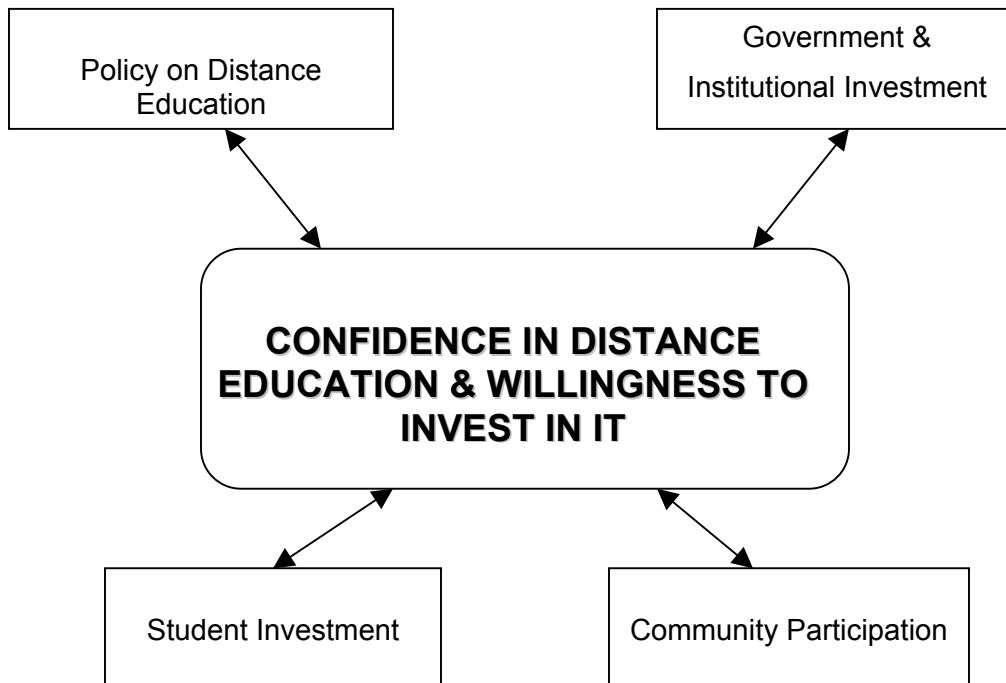 Policy on Distance
Education
Government &
Institutional Investment
CONFIDENCE IN DISTANCE
EDUCATION & WILLINGNESS TO
INVEST IN IT
Student Investment
Community Participation